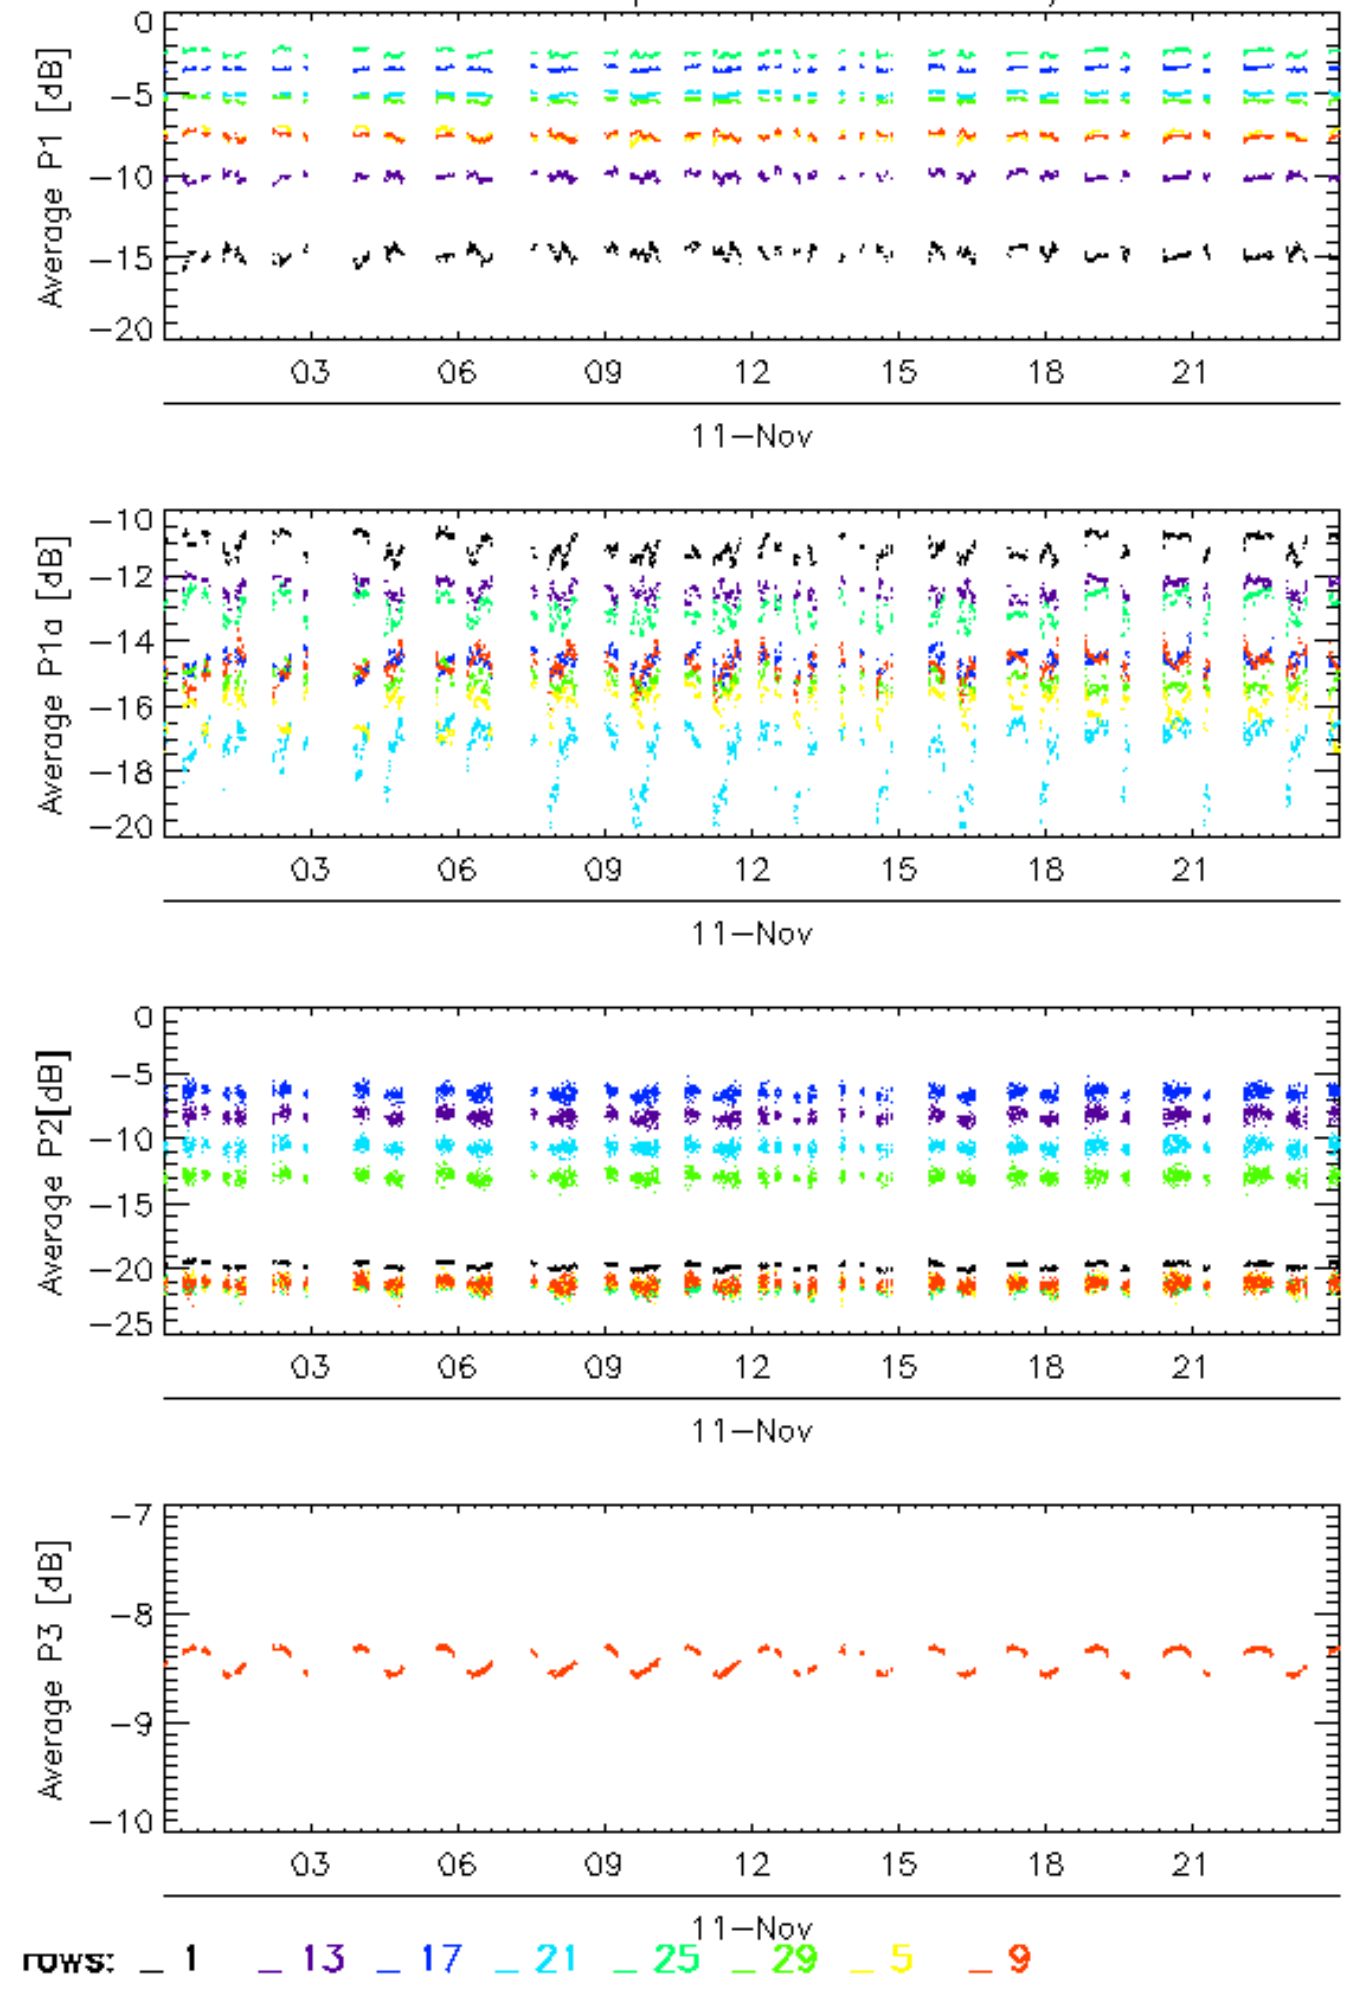 0
−5
−10
−15
−20
Average P1 [dB]
03 06 09 12 15 18 21
11−Nov
−10
−12
−14
−16
−18
−20
Average P1a [dB]
03 06 09 12 15 18 21
11−Nov
0
−5
−10
−15
−20
−25
Average P2[dB]
03 06 09 12 15 18 21
11−Nov
−7
−8
−9
−10
Average P3 [dB]
03 06 09 12 15 18 21
11−Nov
rows: _ 1 _ 13 _ 17 _ 21 _ 25 _ 29 _ 5 _ 9